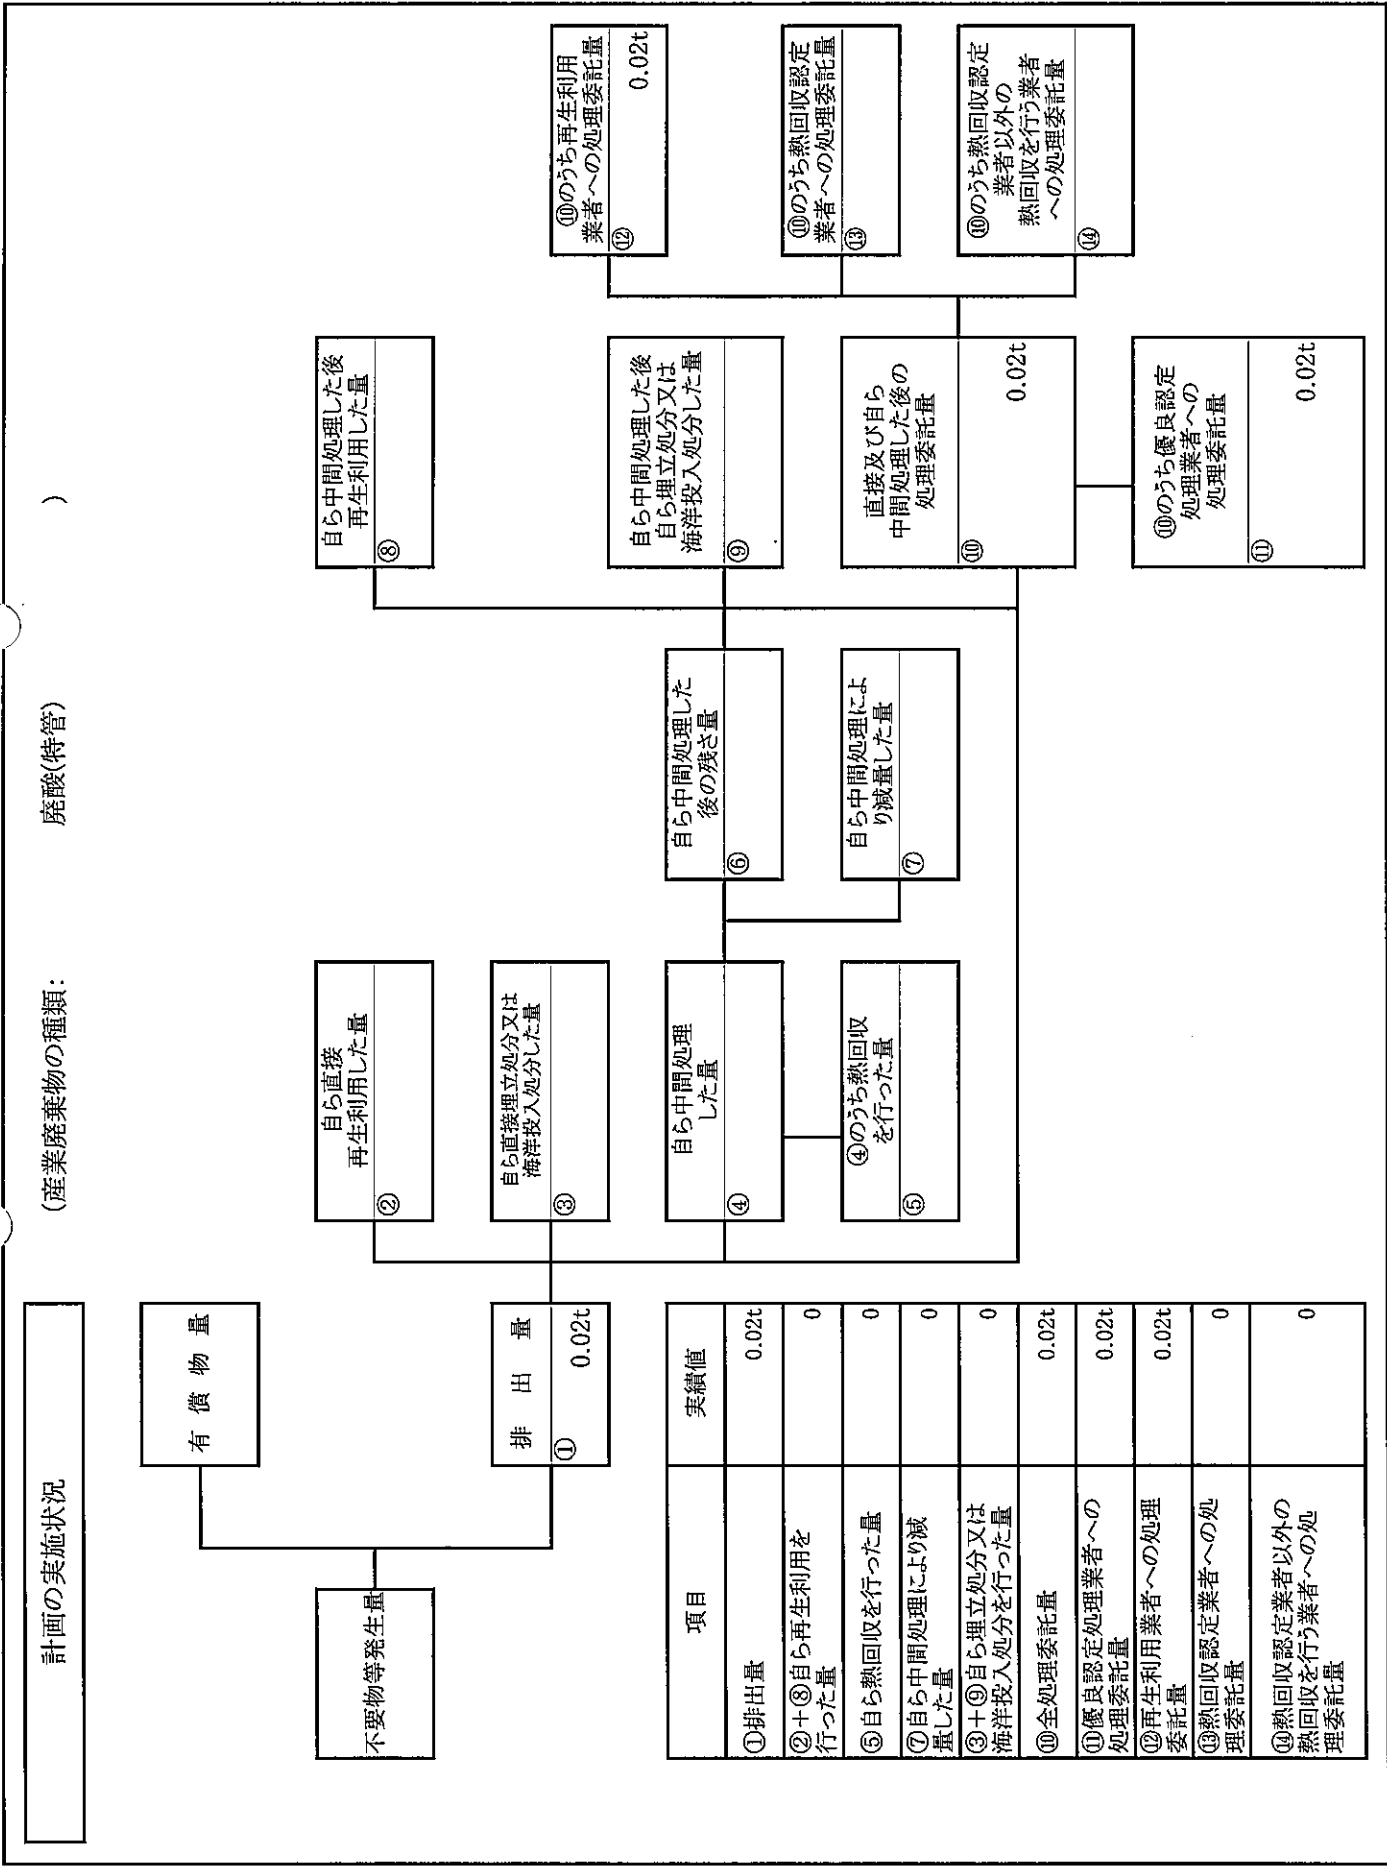 計画の実施状況
(産業廃棄物の種類: 廃酸(特管) )
不要物等発生量
有償物量
排出量
①
0.02t
自ら直接
再生利用した量
②
自ら直接埋立処分又は
海洋投入処分した量
③
自ら中間処理
した量
④
④のうち熱回収
を行った量
⑤
自ら中間処理した
後の残さ量
⑥
自ら中間処理によ
り減量した量
⑦
自ら中間処理した後
再生利用した量
⑧
自ら中間処理した後
自ら埋立処分又は
海洋投入処分した量
⑨
直接及び自ら
中間処理した後の
処理委託量
⑩
0.02t
⑩のうち優良認定
処理業者への
処理委託量
⑪
0.02t
⑩のうち再生利用
業者への処理委託量
⑫
0.02t
⑩のうち熱回収認定
業者への処理委託量
⑬
⑩のうち熱回収認定
業者以外の
熱回収を行う業者
への処理委託量
⑭
項目 実績値
①排出量 0.02t
②+⑧自ら再生利用を
行った量 0
⑤自ら熱回収を行った量 0
⑦自ら中間処理により減
量した量 0
③+⑨自ら埋立処分又は
海洋投入処分を行った量 0
⑩全処理委託量 0.02t
⑪優良認定処理業者への
処理委託量 0.02t
⑫再生利用業者への処理
委託量 0.02t
⑬熱回収認定業者への処
理委託量 0
⑭熱回収認定業者以外の
熱回収を行う業者への処
理委託量 0